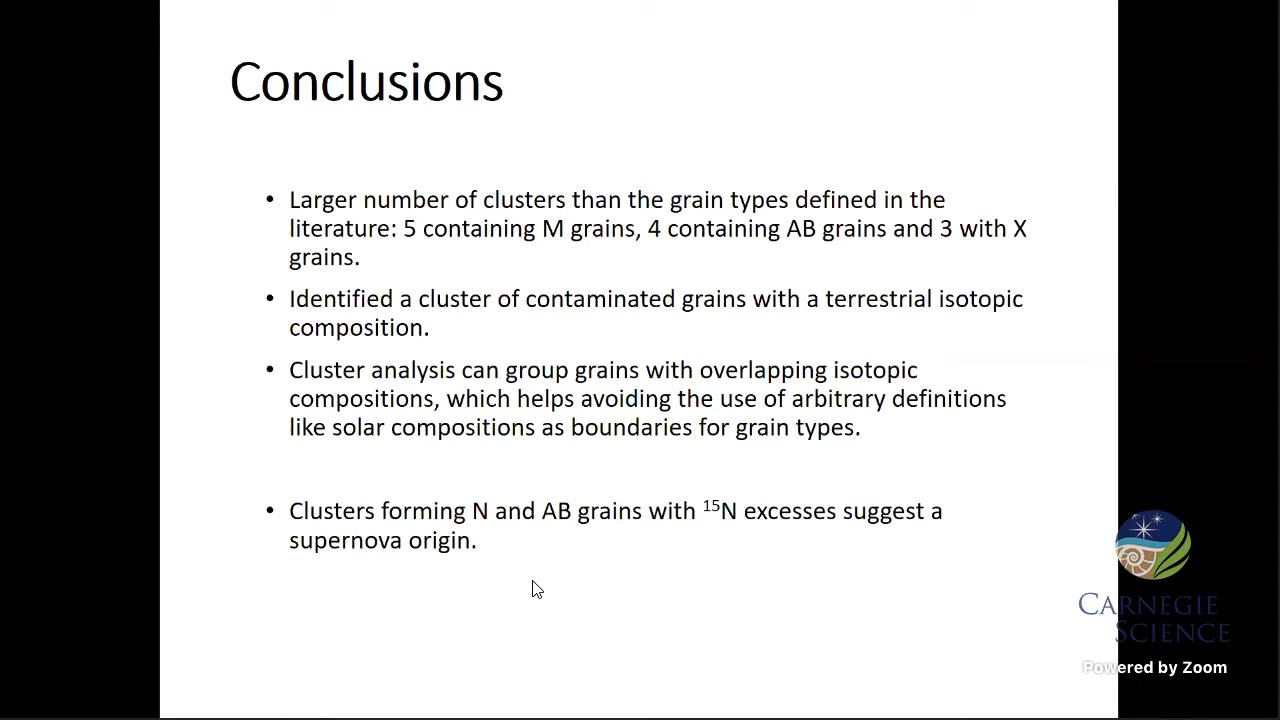 Conclusions
• Larger number of clusters than the grain types defined in the
literature: 5 containing M grains, 4 containing AB grains and 3 with X
grains.
• Identified a cluster of contaminated grains with a terrestrial isotopic
composition.
• Cluster analysis can group grains with overlapping isotopic
compositions, which helps avoiding the use of arbitrary definitions
like solar compositions as boundaries for grain types.
• Clusters forming N and AB grains with ¹⁵N excesses suggest a
supernova origin.
CARNEGIE
SCIENCE
Powered by Zoom